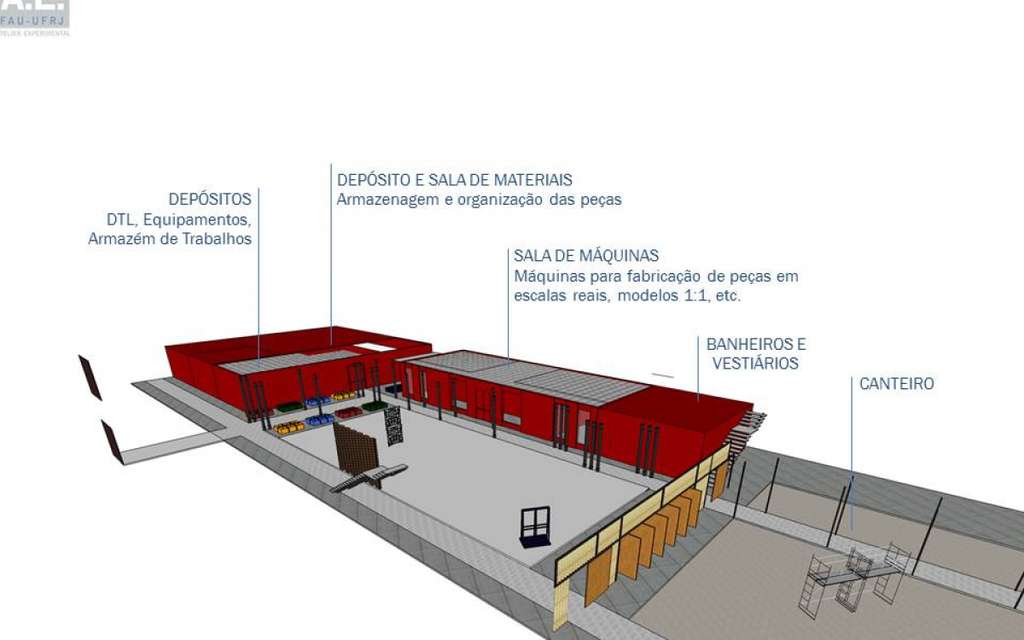 A.E.
FAU-UFRJ
DEPÓSITO E SALA DE MATERIAIS
Armazenagem e organização das peças
DEPÓSITOS
DTL, Equipamentos,
Armazém de Trabalhos
SALA DE MÁQUINAS
Máquinas para fabricação de peças em
escalas reais, modelos 1:1, etc.
BANHEIROS E
VESTIÁRIOS
CANTEIRO